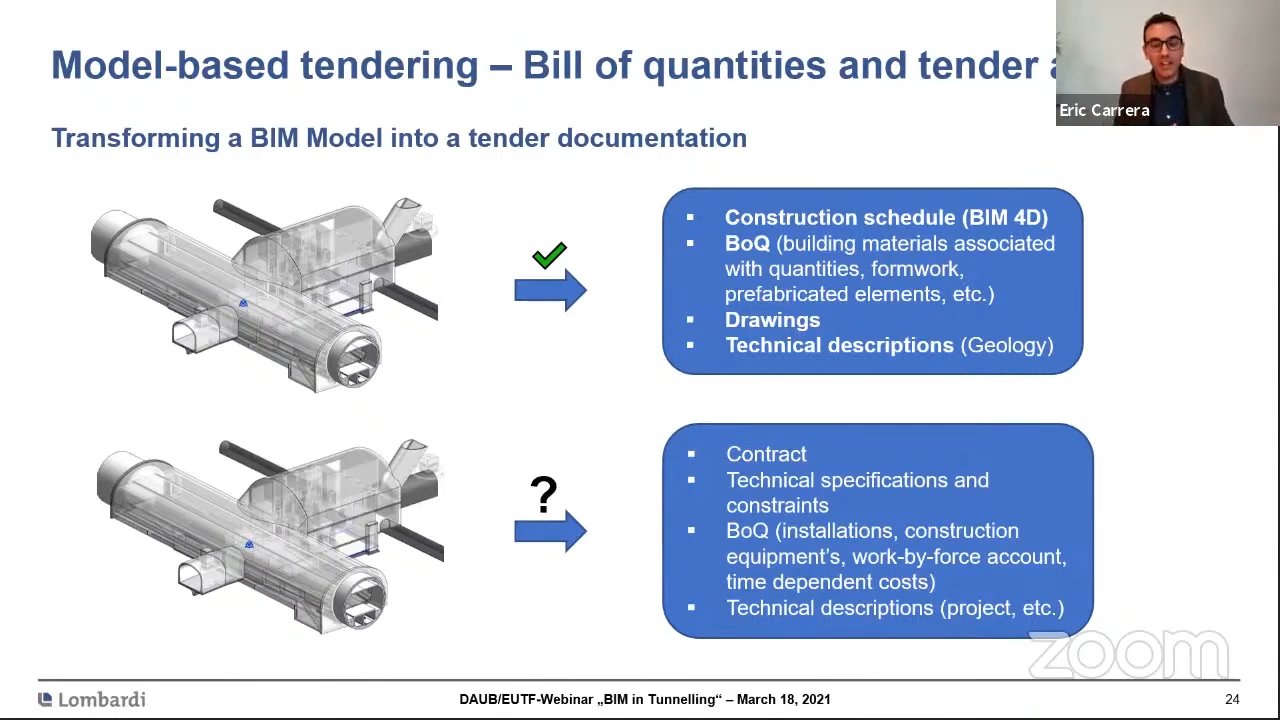 Model-based tendering – Bill of quantities and tender
Eric Carrera
Transforming a BIM Model into a tender documentation
▪ Construction schedule (BIM 4D)
▪ BoQ (building materials associated
with quantities, formwork,
prefabricated elements, etc.)
▪ Drawings
▪ Technical descriptions (Geology)
?
▪ Contract
▪ Technical specifications and
constraints
▪ BoQ (installations, construction
equipment’s, work-by-force account,
time dependent costs)
▪ Technical descriptions (project, etc.)
zoom
Lombardi
DAUB/EUTF-Webinar „BIM in Tunnelling“ – March 18, 2021
24